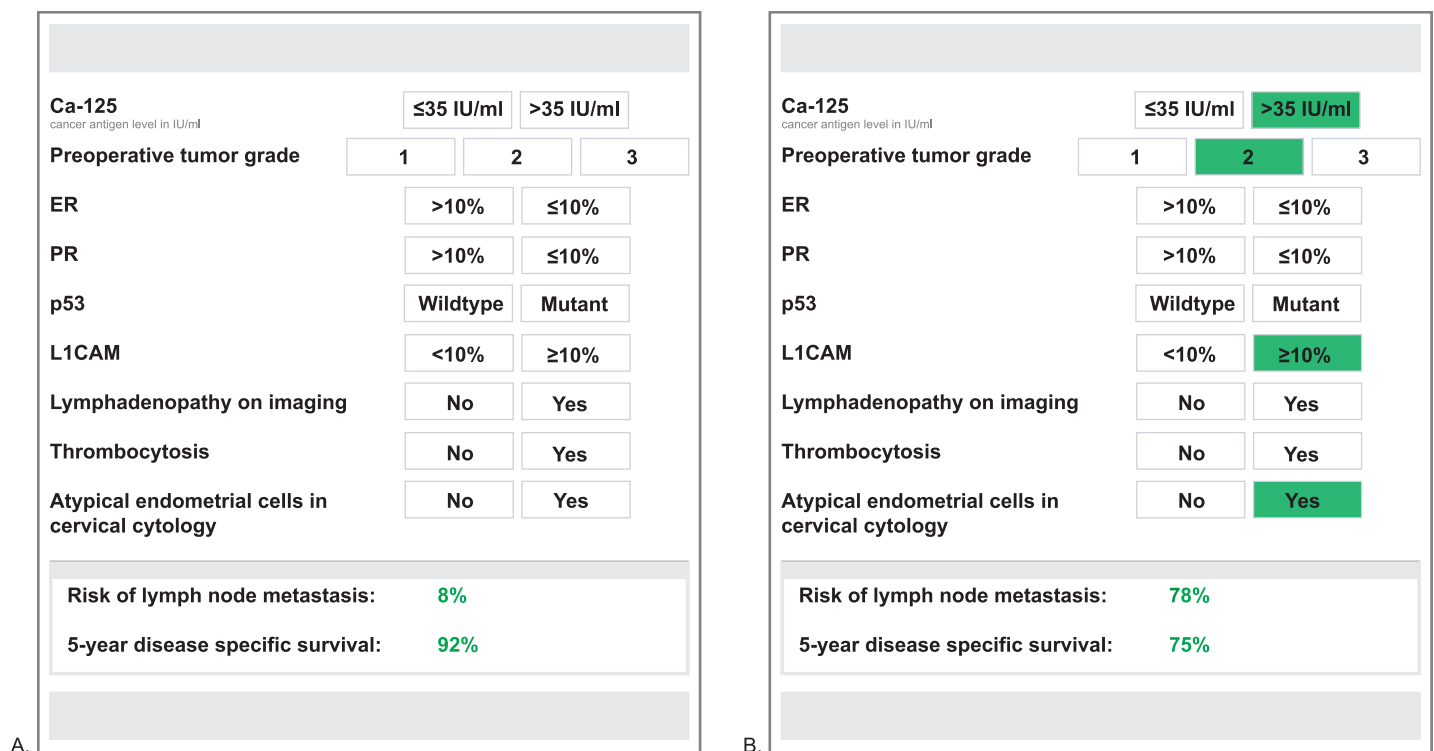 Ca-125 ≤35 IU/ml >35 IU/ml
cancer antigen level in IU/ml
Preoperative tumor grade 1 2 3
ER >10% ≤10%
PR >10% ≤10%
p53 Wildtype Mutant
L1CAM <10% ≥10%
Lymphadenopathy on imaging No Yes
Thrombocytosis No Yes
Atypical endometrial cells in No Yes
cervical cytology
Risk of lymph node metastasis: 8%
5-year disease specific survival: 92%
A.
Ca-125 ≤35 IU/ml >35 IU/ml
cancer antigen level in IU/ml
Preoperative tumor grade 1 2 3
ER >10% ≤10%
PR >10% ≤10%
p53 Wildtype Mutant
L1CAM <10% ≥10%
Lymphadenopathy on imaging No Yes
Thrombocytosis No Yes
Atypical endometrial cells in No Yes
cervical cytology
Risk of lymph node metastasis: 78%
5-year disease specific survival: 75%
B.